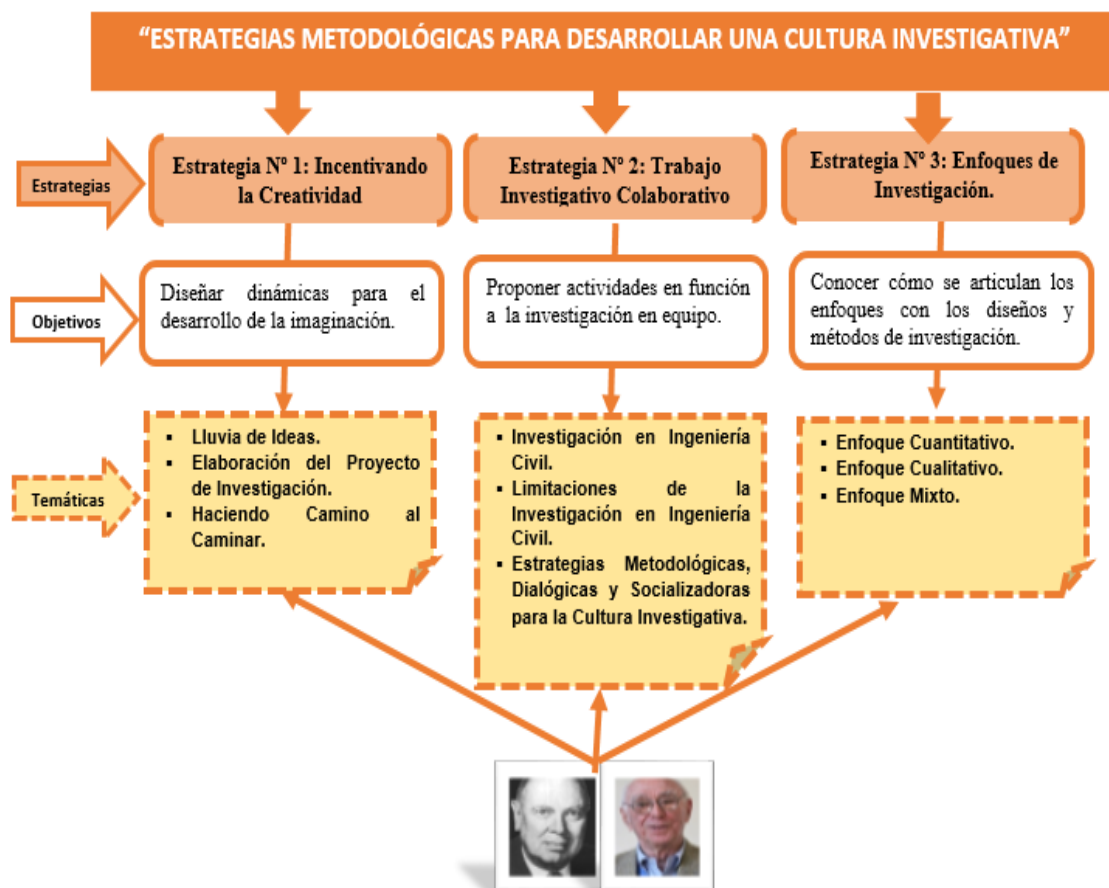 “ESTRATEGIAS METODOLÓGICAS PARA DESARROLLAR UNA CULTURA INVESTIGATIVA”
Estrategias
Estrategia Nº 1: Incentivando
la Creatividad
Estrategia Nº 2: Trabajo
Investigativo Colaborativo
Estrategia Nº 3: Enfoques de
Investigación.
Objetivos
Diseñar dinámicas para el
desarrollo de la imaginación.
Proponer actividades en función
a la investigación en equipo.
Conocer cómo se articulan los
enfoques con los diseños y
métodos de investigación.
Temáticas
▪ Lluvia de Ideas.
▪ Elaboración del Proyecto
de Investigación.
▪ Haciendo Camino al
Caminar.
▪ Investigación en Ingeniería
Civil.
▪ Limitaciones de la
Investigación en Ingeniería
Civil.
▪ Estrategias Metodológicas,
Dialógicas y Socializadoras
para la Cultura Investigativa.
▪ Enfoque Cuantitativo.
▪ Enfoque Cualitativo.
▪ Enfoque Mixto.